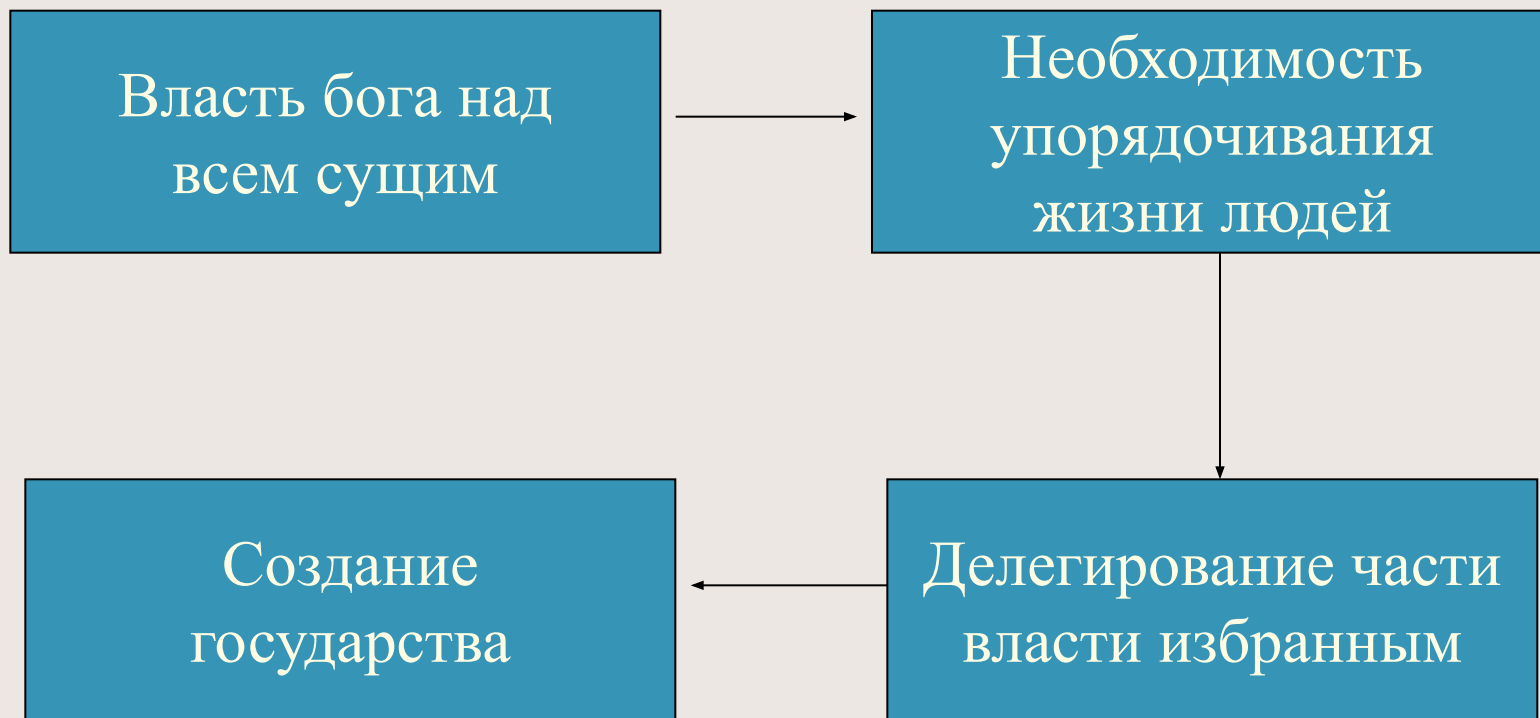 Власть бога над
всем сущим
Необходимость
упорядочивания
жизни людей
Делегирование части
власти избранным
Создание
государства